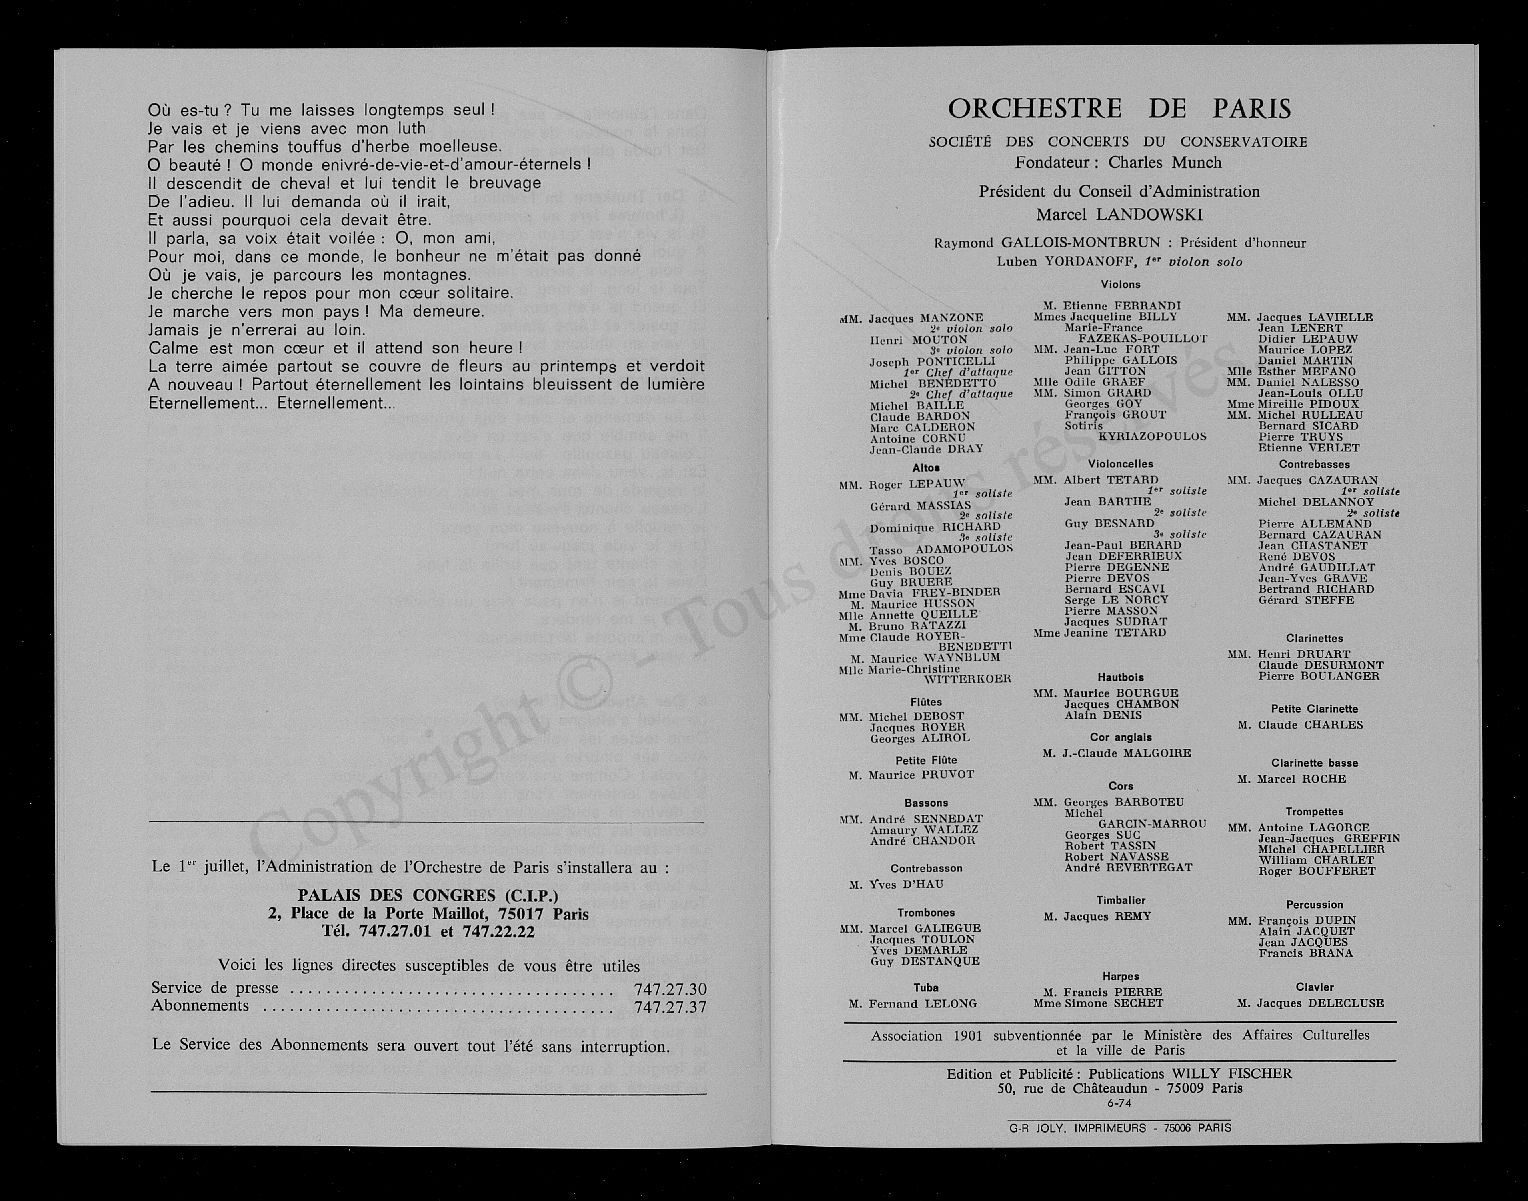 Où es-tu ? Tu me laisses longtemps seul !
Je vais et je viens avec mon luth
Par les chemins touffus d'herbe moelleuse.
O beauté ! O monde enivré-de-vie-et-d'amour-éternels !
Il descendit de cheval et lui tendit le breuvage
De l'adieu. Il lui demanda où il irait,
Et aussi pourquoi cela devait être.
Il parla, sa voix était voilée : O, mon ami,
Pour moi, dans ce monde, le bonheur ne m'était pas donné
Où je vais, je parcours les montagnes.
Je cherche le repos pour mon cœur solitaire.
Je marche vers mon pays ! Ma demeure.
Jamais je n'errerai au loin.
Calme est mon cœur et il attend son heure !
La terre aimée partout se couvre de fleurs au printemps et verdoit
A nouveau ! Partout éternellement les lointains bleuissent de lumière
Eternellement... Eternellement...
Le 1er juillet, l'Administration de l'Orchestre de Paris s'installera au :
PALAIS DES CONGRES (C.I.P.)
2, Place de la Porte Maillot, 75017 Paris
Tél. 747.27.01 et 747.22.22
Voici les lignes directes susceptibles de vous être utiles
Service de presse .................................... 747.27.30
Abonnements ....................................... 747.27.37
Le Service des Abonnements sera ouvert tout l'été sans interruption.
ORCHESTRE DE PARIS
SOCIÉTÉ DES CONCERTS DU CONSERVATOIRE
Fondateur : Charles Munch
Président du Conseil d'Administration
Marcel LANDOWSKI
Raymond GALLOIS-MONTBRUN : Président d'honneur
Luben YORDANOFF, 1er violon solo
Violons
MM. Jacques MANZONE
2e violon solo
Henri MOUTON
3e violon solo
Joseph PONTICELLI
1er Chef d'attaque
Michel BENEDETTO
2e Chef d'attaque
Michel BAILLE
Claude BARDON
Marc CALDERON
Antoine CORNU
Jean-Claude DRAY
M. Etienne FERRANDI
Mmes Jacqueline BILLY
Marie-France
FAZEKAS-POUILLOT
MM. Jean-Luc FORT
Philippe GALLOIS
Jean GITTON
Mlle Odile GRAEF
MM. Simon GRARD
Georges GOY
François GROUT
Sotiris
KYRIAZOPOULOS
MM. Jacques LAVIELLE
Jean LENERT
Didier LEPAUW
Maurice LOPEZ
Daniel MARTIN
Mlle Esther MEFANO
MM. Daniel NALESSO
Jean-Louis OLLU
Mme Mireille PIDOUX
MM. Michel RULLEAU
Bernard SICARD
Pierre TRUYS
Etienne VERLET
Altos
MM. Roger LEPAUW
1er soliste
Gérard MASSIAS
2e soliste
Dominique RICHARD
3e soliste
Tasso ADAMOPOULOS
MM. Yves BOSCO
Denis BOUEZ
Guy BRUERE
Mme Davia FREY-BINDER
M. Maurice HUSSON
Mlle Annette QUEILLE
M. Bruno RATAZZI
Mme Claude ROYER-
BENEDETTI
M. Maurice WAYNBLUM
Mlle Marie-Christine
WITTERKOER
Violoncelles
MM. Albert TETARD
1er soliste
Jean BARTHE
2e soliste
Guy BESNARD
3e soliste
Jean-Paul BERARD
Jean DEFERIEUX
Pierre DEGENNE
Pierre DEVOS
Bernard ESCAVI
Serge LE NORCY
Pierre MASSON
Jacques SUDRAT
Mme Jeanine TETARD
Contrebasses
MM. Jacques CAZAURAN
1er soliste
Michel DELANNOY
2e soliste
Pierre ALLEMAND
Bernard CAZAURAN
Jean CHASTANET
René DEVOS
André GAUDILLAT
Jean-Yves GRAVE
Bertrand RICHARD
Gérard STEFFE
Clarinettes
MM. Henri DRUART
Claude DESURMONT
Pierre BOULANGER
Flûtes
MM. Michel DEBOST
Jacques ROYER
Georges ALIROL
Hautbois
MM. Maurice BOURGUE
Jacques CHAMBON
Alain DENIS
Petite Clarinette
M. Claude CHARLES
Petite Flûte
M. Maurice PRUVOT
Cor anglais
M. J.-Claude MALGOIRE
Clarinette basse
M. Marcel ROCHE
Bassons
MM. André SENNEDAT
Amaury WALLEZ
André CHANDOR
Cors
MM. Georges BARBOTEU
Michel
GARCIN-MARROU
Georges SUC
Robert TASSIN
Robert NAVASSE
André REVERTEGAT
Trompettes
MM. Antoine LAGORCE
Jean-Jacques GREFFIN
Michel CHAPELLIER
William CHARLET
Roger BOUFFERET
Contrebasson
M. Yves D'HAU
Trombones
MM. Marcel GALIEGUE
Jacques TOULON
Yves DEMARLE
Guy DESTANQUE
Timbalier
M. Jacques REMY
Percussion
MM. François DUPIN
Alain JACQUET
Jean JACQUES
Francis BRANA
Tuba
M. Fernand LELONG
Harpes
M. Francis PIERRE
Mme Simone SECHET
Clavier
M. Jacques DELECLUSE
Association 1901 subventionnée par le Ministère des Affaires Culturelles
et la ville de Paris
Edition et Publicité : Publications WILLY FISCHER
50, rue de Châteaudun - 75009 Paris
6-74
G-R JOLY, IMPRIMEURS - 75006 PARIS
Copyright © - Tous droits réservés